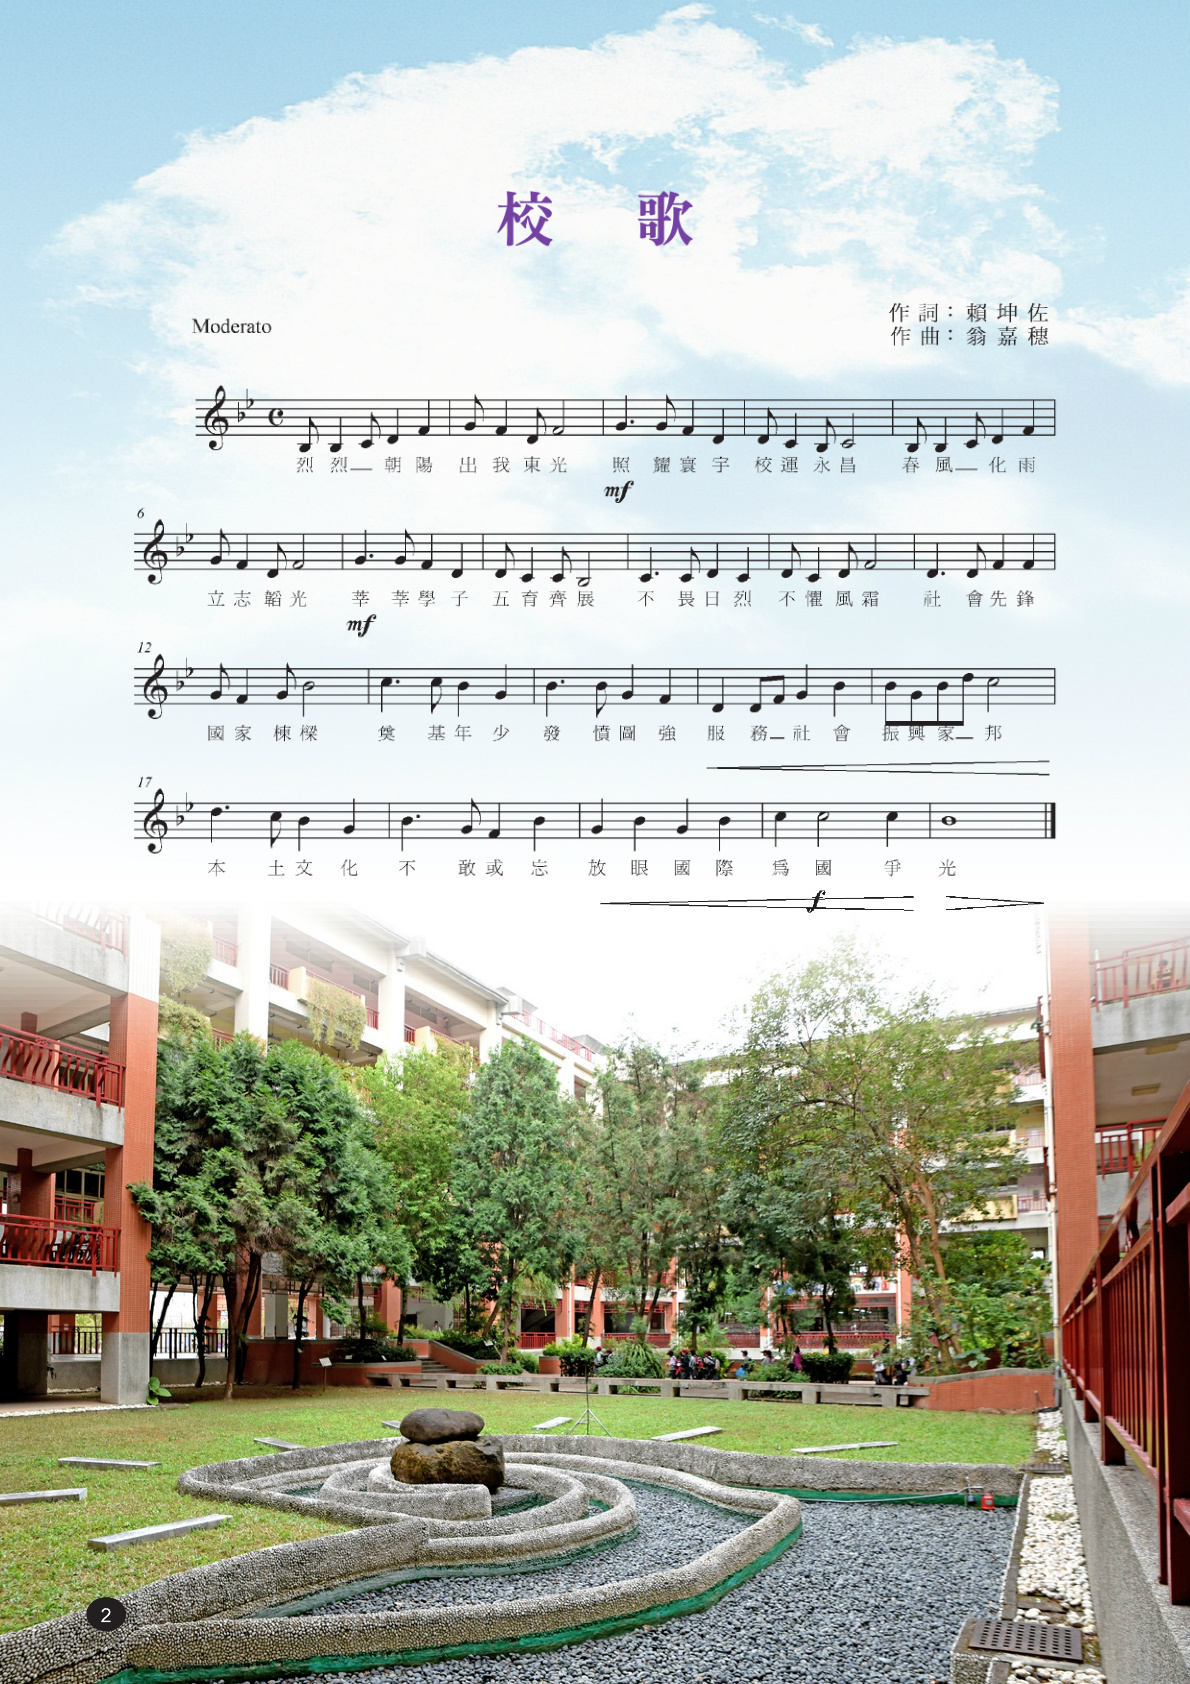 校 歌
Moderato
作詞：賴坤佐
作曲：翁嘉穗
烈 烈 朝 陽 出 我 東 光 照 耀 寰 宇 校 運 永 昌 春 風 化 雨
mf
6
立 志 韜 光 莘 莘 學 子 五 育 齊 展 不 畏 日 烈 不 懼 風 霜 社 會 先 鋒
mf
12
國 家 棟 樑 奠 基 年 少 發 憤 圖 強 服 務 社 會 振 興 家 邦
17
本 土 文 化 不 敢 或 忘 放 眼 國 際 為 國 爭 光
f
2